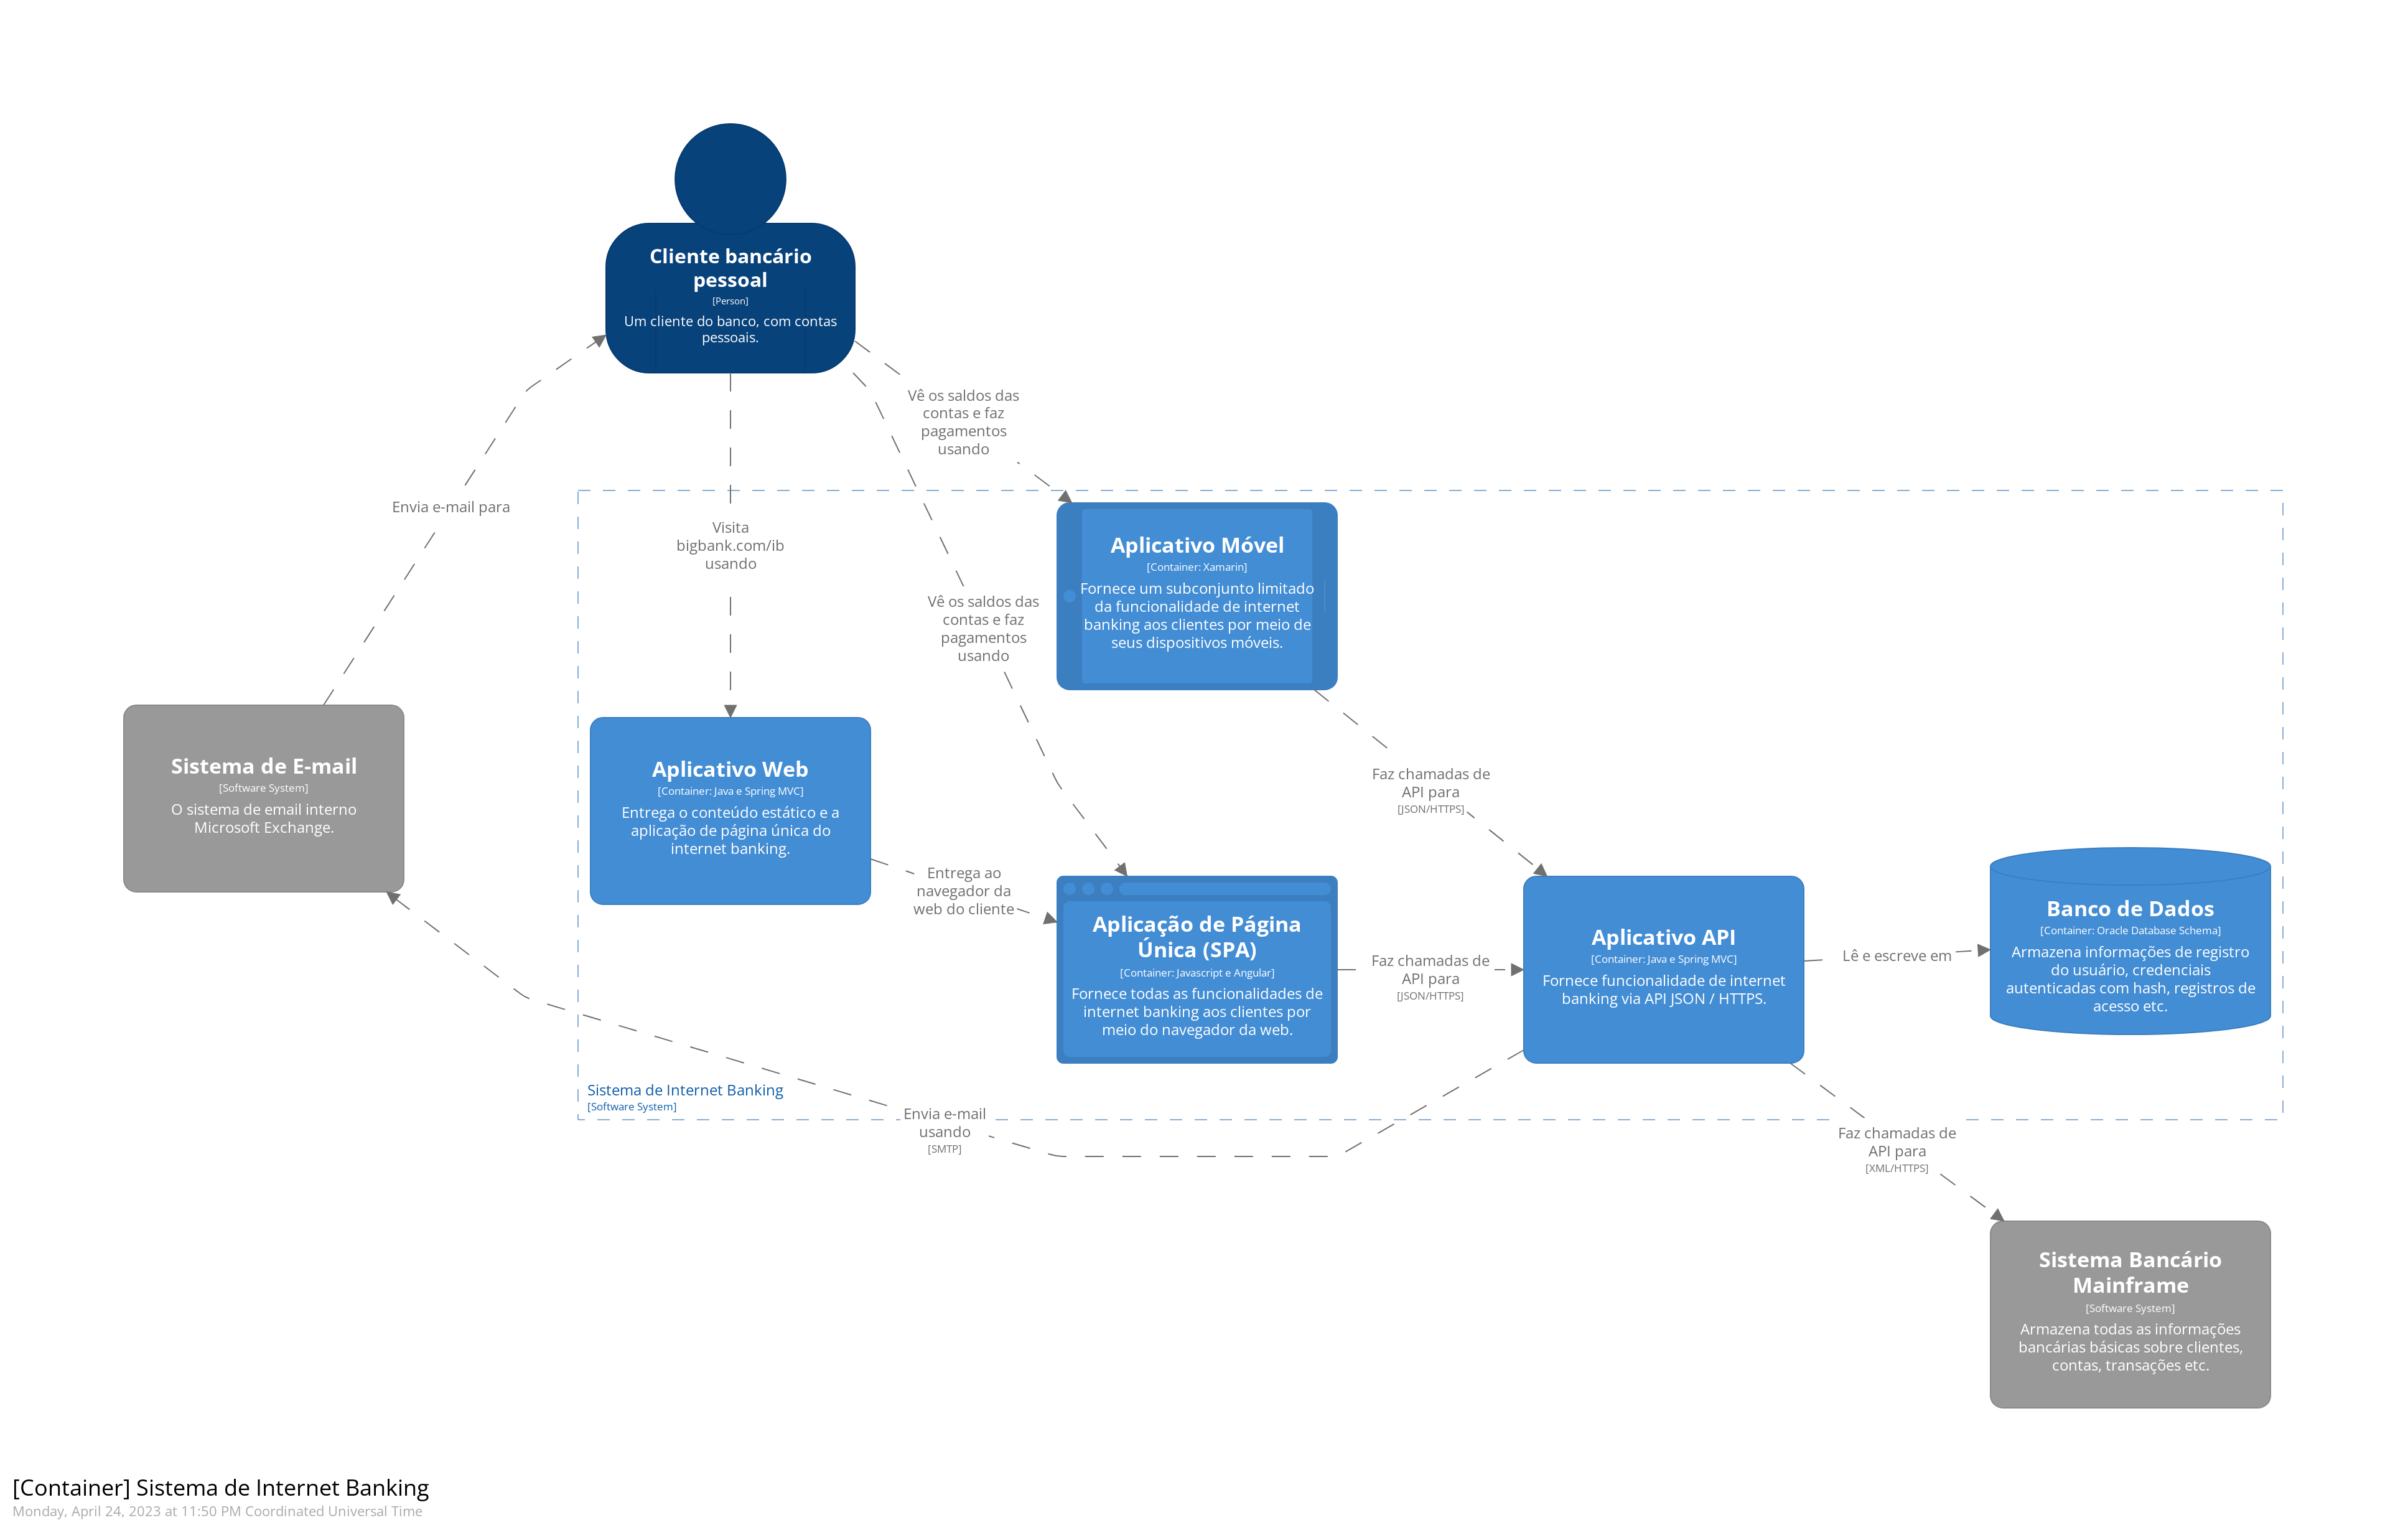 Cliente bancário
pessoal
[Person]
Um cliente do banco, com contas
pessoais.
Vê os saldos das
contas e faz
pagamentos
usando
Envia e-mail para
Visita
bigbank.com/ib
usando
Aplicativo Móvel
[Container: Xamarin]
Fornece um subconjunto limitado
da funcionalidade de internet
banking aos clientes por meio de
seus dispositivos móveis.
Vê os saldos das
contas e faz
pagamentos
usando
Sistema de E-mail
[Software System]
O sistema de email interno
Microsoft Exchange.
Aplicativo Web
[Container: Java e Spring MVC]
Entrega o conteúdo estático e a
aplicação de página única do
internet banking.
Faz chamadas de
API para
[JSON/HTTPS]
Entrega ao
navegador da
web do cliente
Aplicação de Página
Única (SPA)
[Container: Javascript e Angular]
Fornece todas as funcionalidades de
internet banking aos clientes por
meio do navegador da web.
Faz chamadas de
API para
[JSON/HTTPS]
Aplicativo API
[Container: Java e Spring MVC]
Fornece funcionalidade de internet
banking via API JSON / HTTPS.
Lê e escreve em
Banco de Dados
[Container: Oracle Database Schema]
Armazena informações de registro
do usuário, credenciais
autenticadas com hash, registros de
acesso etc.
Sistema de Internet Banking
[Software System]
Envia e-mail
usando
[SMTP]
Faz chamadas de
API para
[XML/HTTPS]
Sistema Bancário
Mainframe
[Software System]
Armazena todas as informações
bancárias básicas sobre clientes,
contas, transações etc.
[Container] Sistema de Internet Banking
Monday, April 24, 2023 at 11:50 PM Coordinated Universal Time